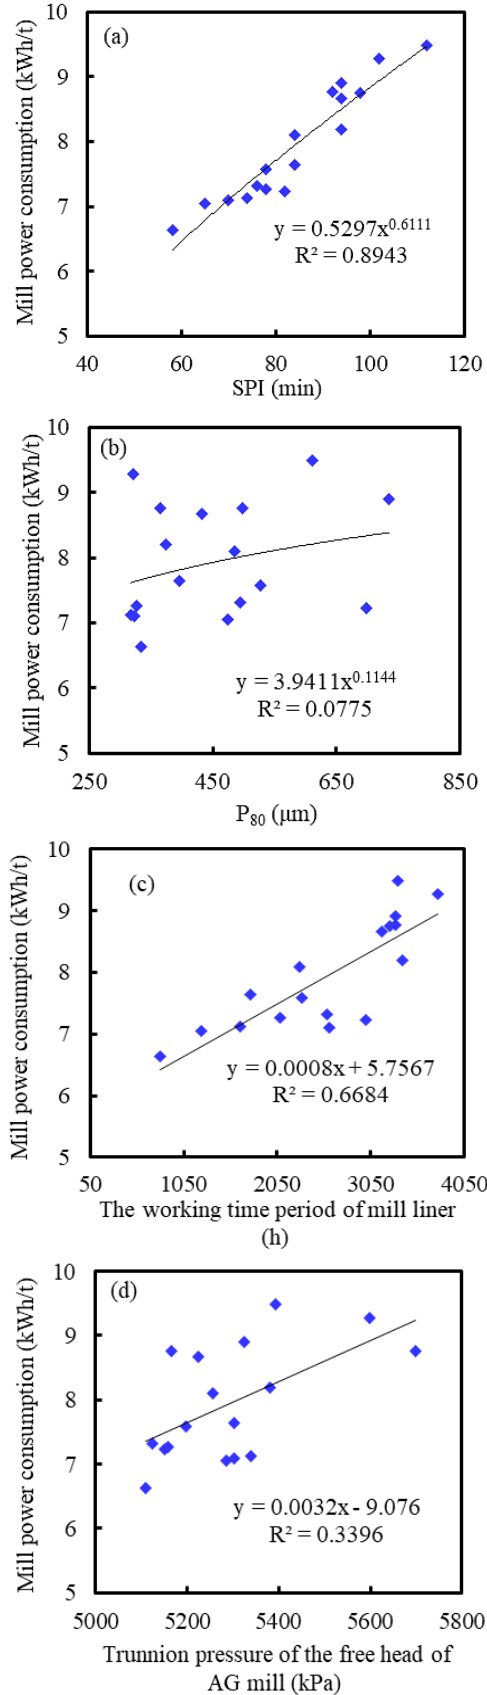 (a)
Mill power consumption (kWh/t)
10
9
8
7
6
5
y = 0.5297x^0.6111
R² = 0.8943
40 60 80 100 120
SPI (min)
(b)
Mill power consumption (kWh/t)
10
9
8
7
6
5
y = 3.9411x^0.1144
R² = 0.0775
250 450 650 850
P₈₀ (μm)
(c)
Mill power consumption (kWh/t)
10
9
8
7
6
5
y = 0.0008x + 5.7567
R² = 0.6684
50 1050 2050 3050 4050
The working time period of mill liner
(h)
(d)
Mill power consumption (kWh/t)
10
9
8
7
6
5
y = 0.0032x - 9.076
R² = 0.3396
5000 5200 5400 5600 5800
Trunnion pressure of the free head of
AG mill (kPa)